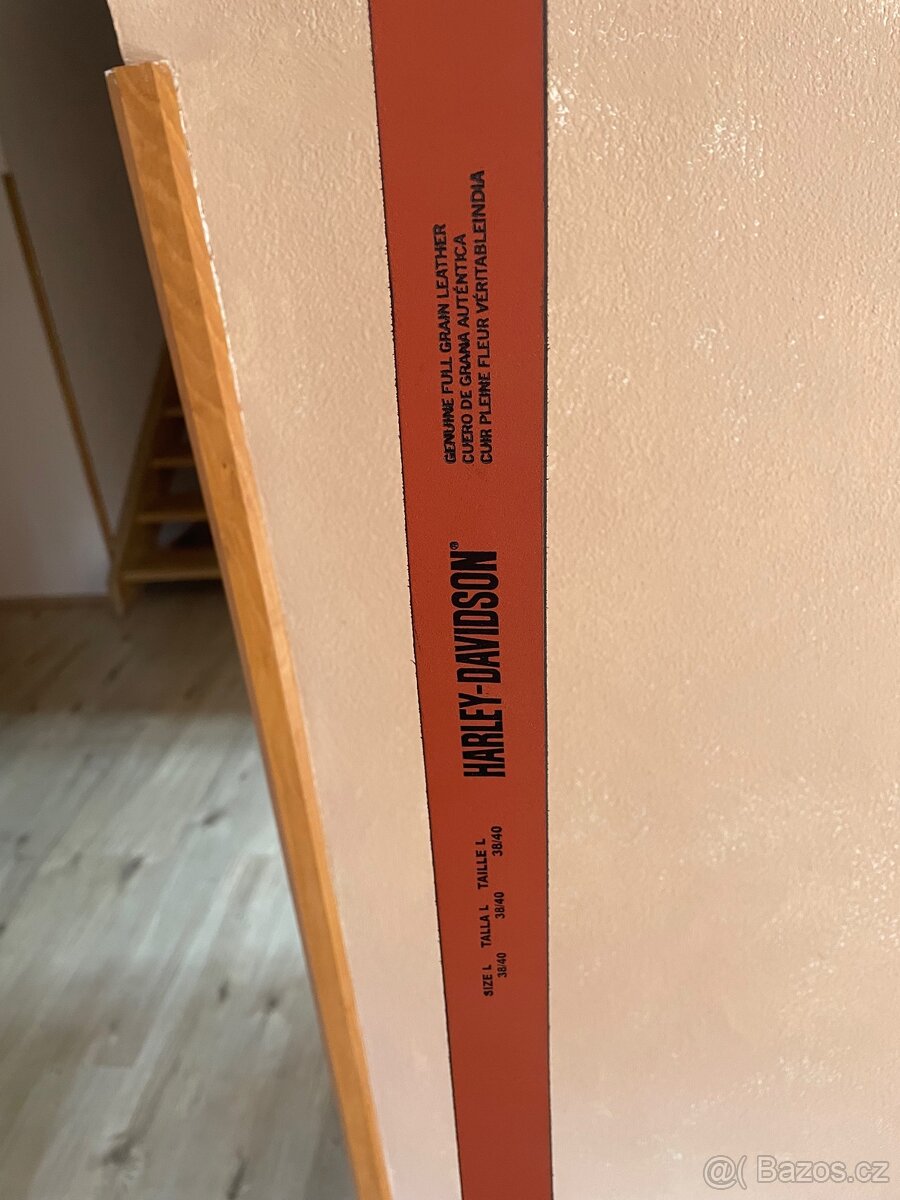 GENUINE FULL GRAIN LEATHER
CUERO DE GRANA AUTÉNTICA
CUIR PLEINE FLEUR VÉRITABLEINDIA
HARLEY-DAVIDSON®
SIZE L TALLA L TAILLE L
38/40 38/40 38/40
@( Bazos.cz